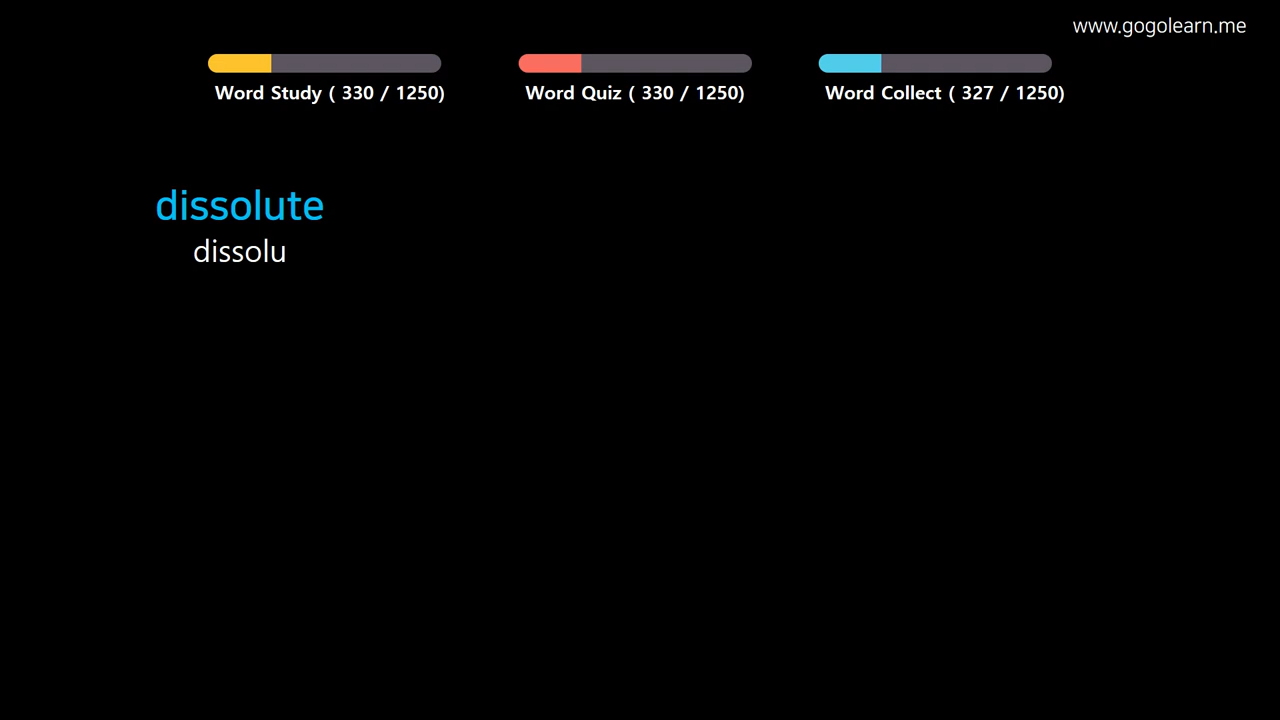 www.gogolearn.me
Word Study ( 330 / 1250)
Word Quiz ( 330 / 1250)
Word Collect ( 327 / 1250)
dissolute
dissolu